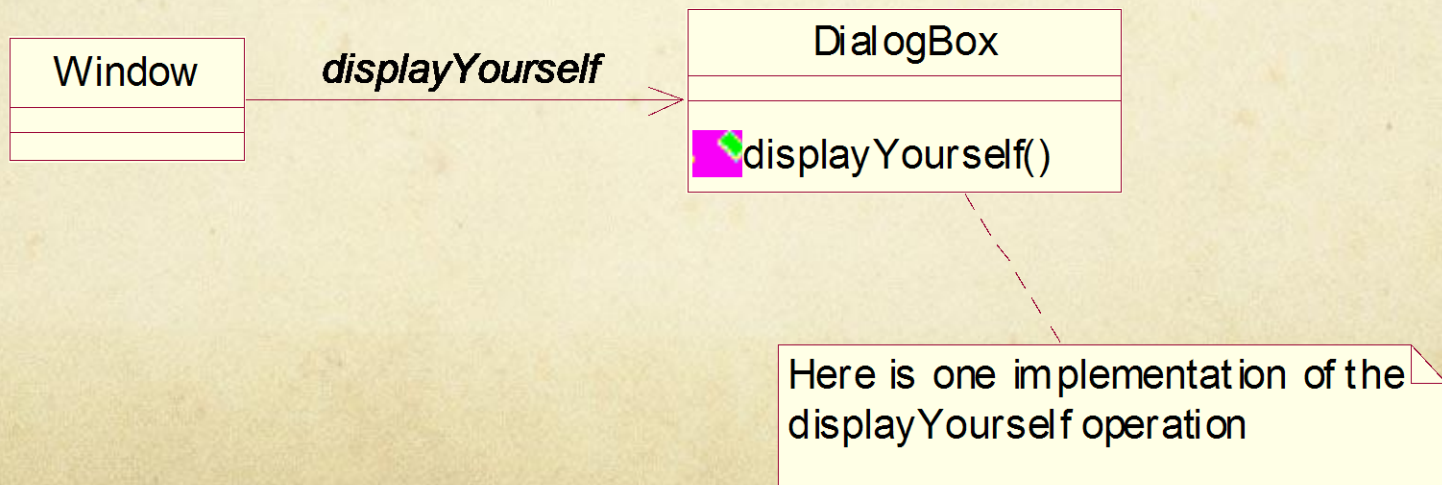 Window
displayYourself
DialogBox
displayYourself()
Here is one implementation of the
displayYourself operation